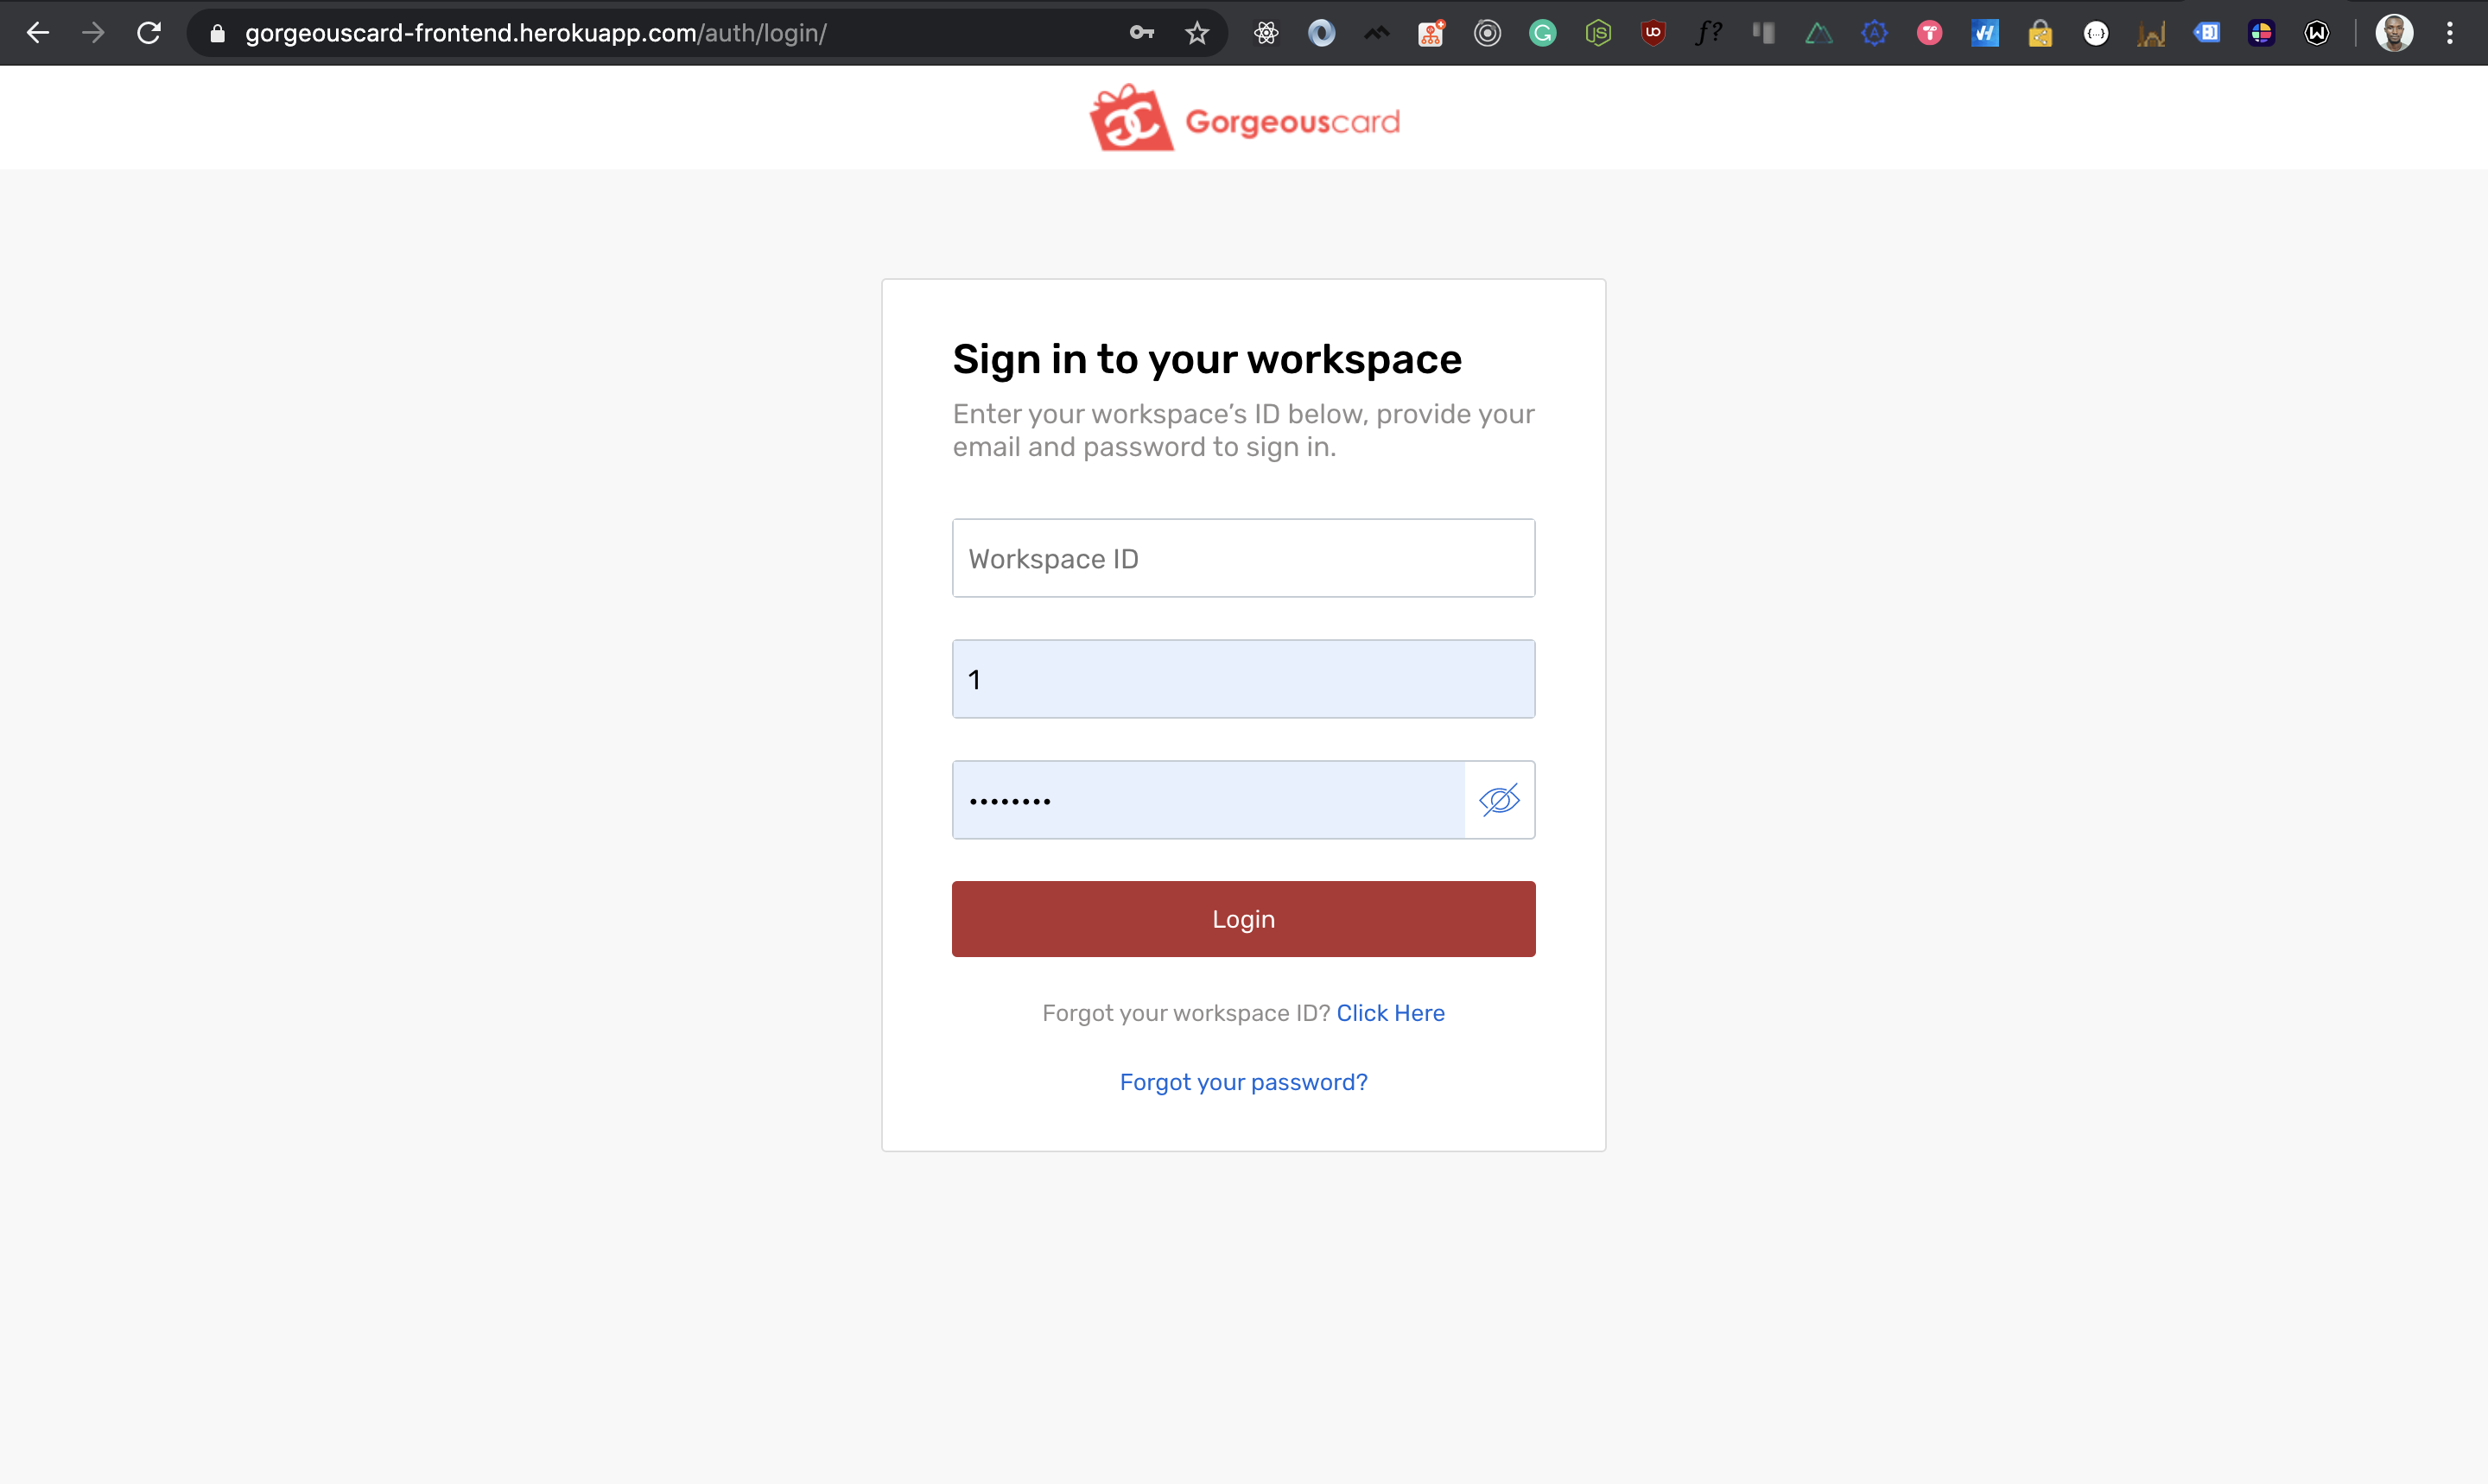 gorgeouscard-frontend.herokuapp.com/auth/login/
Gorgeouscard
Sign in to your workspace
Enter your workspace’s ID below, provide your
email and password to sign in.
Workspace ID
1
••••••••
Login
Forgot your workspace ID? Click Here
Forgot your password?